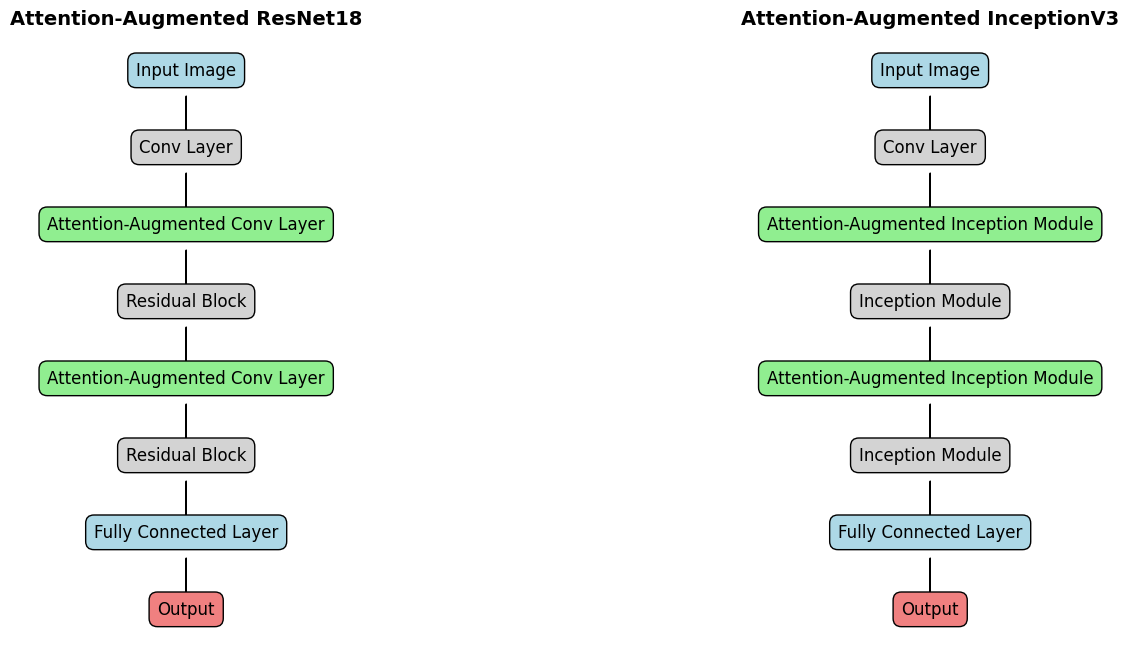 Attention-Augmented ResNet18
Input Image
Conv Layer
Attention-Augmented Conv Layer
Residual Block
Attention-Augmented Conv Layer
Residual Block
Fully Connected Layer
Output
Attention-Augmented InceptionV3
Input Image
Conv Layer
Attention-Augmented Inception Module
Inception Module
Attention-Augmented Inception Module
Inception Module
Fully Connected Layer
Output